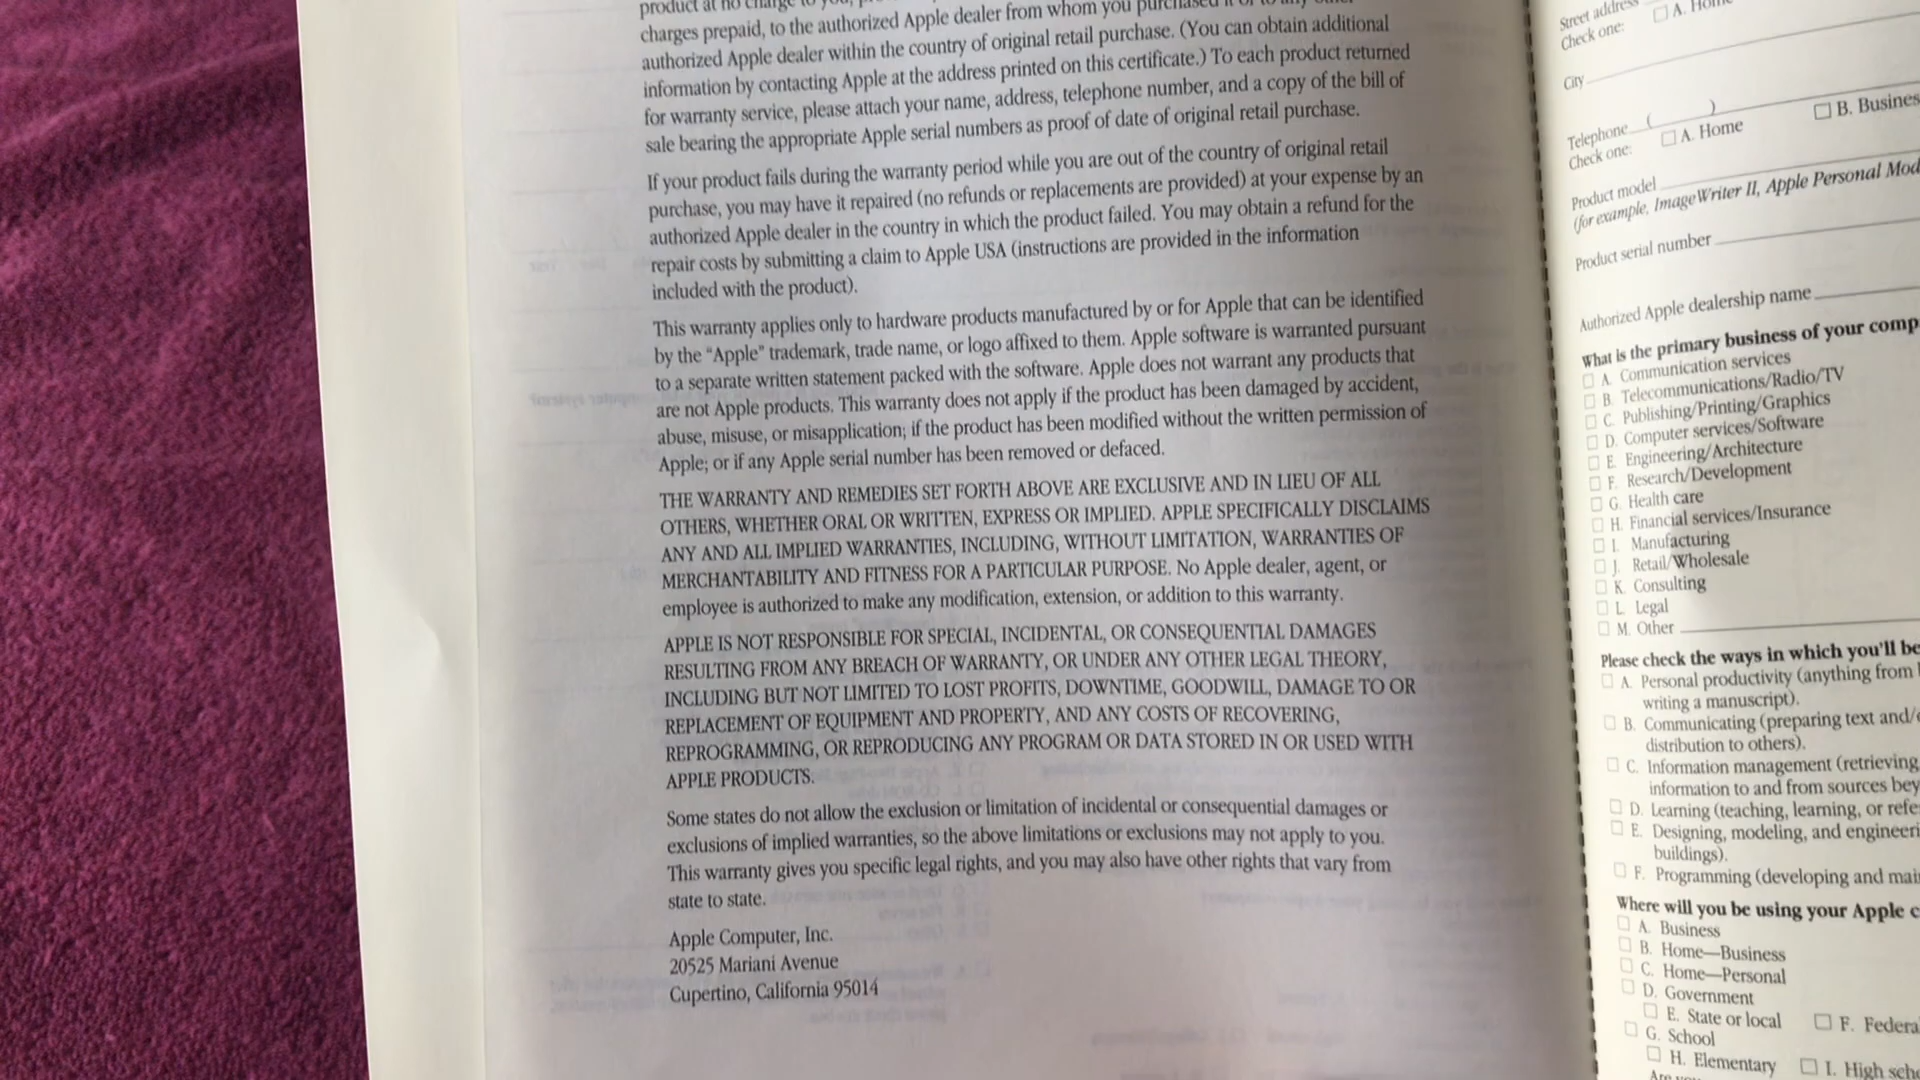 product at no charge to you, pr
charges prepaid, to the authorized Apple dealer from whom you purchased it or to any other
authorized Apple dealer within the country of original retail purchase. (You can obtain additional
information by contacting Apple at the address printed on this certificate.) To each product returned
for warranty service, please attach your name, address, telephone number, and a copy of the bill of
sale bearing the appropriate Apple serial numbers as proof of date of original retail purchase.
If your product fails during the warranty period while you are out of the country of original retail
purchase, you may have it repaired (no refunds or replacements are provided) at your expense by an
authorized Apple dealer in the country in which the product failed. You may obtain a refund for the
repair costs by submitting a claim to Apple USA (instructions are provided in the information
included with the product).
This warranty applies only to hardware products manufactured by or for Apple that can be identified
by the “Apple” trademark, trade name, or logo affixed to them. Apple software is warranted pursuant
to a separate written statement packed with the software. Apple does not warrant any products that
are not Apple products. This warranty does not apply if the product has been damaged by accident,
abuse, misuse, or misapplication; if the product has been modified without the written permission of
Apple; or if any Apple serial number has been removed or defaced.
THE WARRANTY AND REMEDIES SET FORTH ABOVE ARE EXCLUSIVE AND IN LIEU OF ALL
OTHERS, WHETHER ORAL OR WRITTEN, EXPRESS OR IMPLIED. APPLE SPECIFICALLY DISCLAIMS
ANY AND ALL IMPLIED WARRANTIES, INCLUDING, WITHOUT LIMITATION, WARRANTIES OF
MERCHANTABILITY AND FITNESS FOR A PARTICULAR PURPOSE. No Apple dealer, agent, or
employee is authorized to make any modification, extension, or addition to this warranty.
APPLE IS NOT RESPONSIBLE FOR SPECIAL, INCIDENTAL, OR CONSEQUENTIAL DAMAGES
RESULTING FROM ANY BREACH OF WARRANTY, OR UNDER ANY OTHER LEGAL THEORY,
INCLUDING BUT NOT LIMITED TO LOST PROFITS, DOWNTIME, GOODWILL, DAMAGE TO OR
REPLACEMENT OF EQUIPMENT AND PROPERTY, AND ANY COSTS OF RECOVERING,
REPROGRAMMING, OR REPRODUCING ANY PROGRAM OR DATA STORED IN OR USED WITH
APPLE PRODUCTS.
Some states do not allow the exclusion or limitation of incidental or consequential damages or
exclusions of implied warranties, so the above limitations or exclusions may not apply to you.
This warranty gives you specific legal rights, and you may also have other rights that vary from
state to state.
Apple Computer, Inc.
20525 Mariani Avenue
Cupertino, California 95014
Street address
Check one: A. Home
City
Telephone ( )
Check one: A. Home B. Busines
Product model
(for example, ImageWriter II, Apple Personal Mod
Product serial number
Authorized Apple dealership name
What is the primary business of your comp
A. Communication services
B. Telecommunications/Radio/TV
C. Publishing/Printing/Graphics
D. Computer services/Software
E. Engineering/Architecture
F. Research/Development
G. Health care
H. Financial services/Insurance
I. Manufacturing
J. Retail/Wholesale
K. Consulting
L. Legal
M. Other
Please check the ways in which you'll be
A. Personal productivity (anything from
writing a manuscript).
B. Communicating (preparing text and/
distribution to others).
C. Information management (retrieving,
information to and from sources bey
D. Learning (teaching, learning, or refe
E. Designing, modeling, and engineeri
buildings).
F. Programming (developing and mai
Where will you be using your Apple c
A. Business
B. Home—Business
C. Home—Personal
D. Government
E. State or local F. Federa
G. School
H. Elementary I. High scho